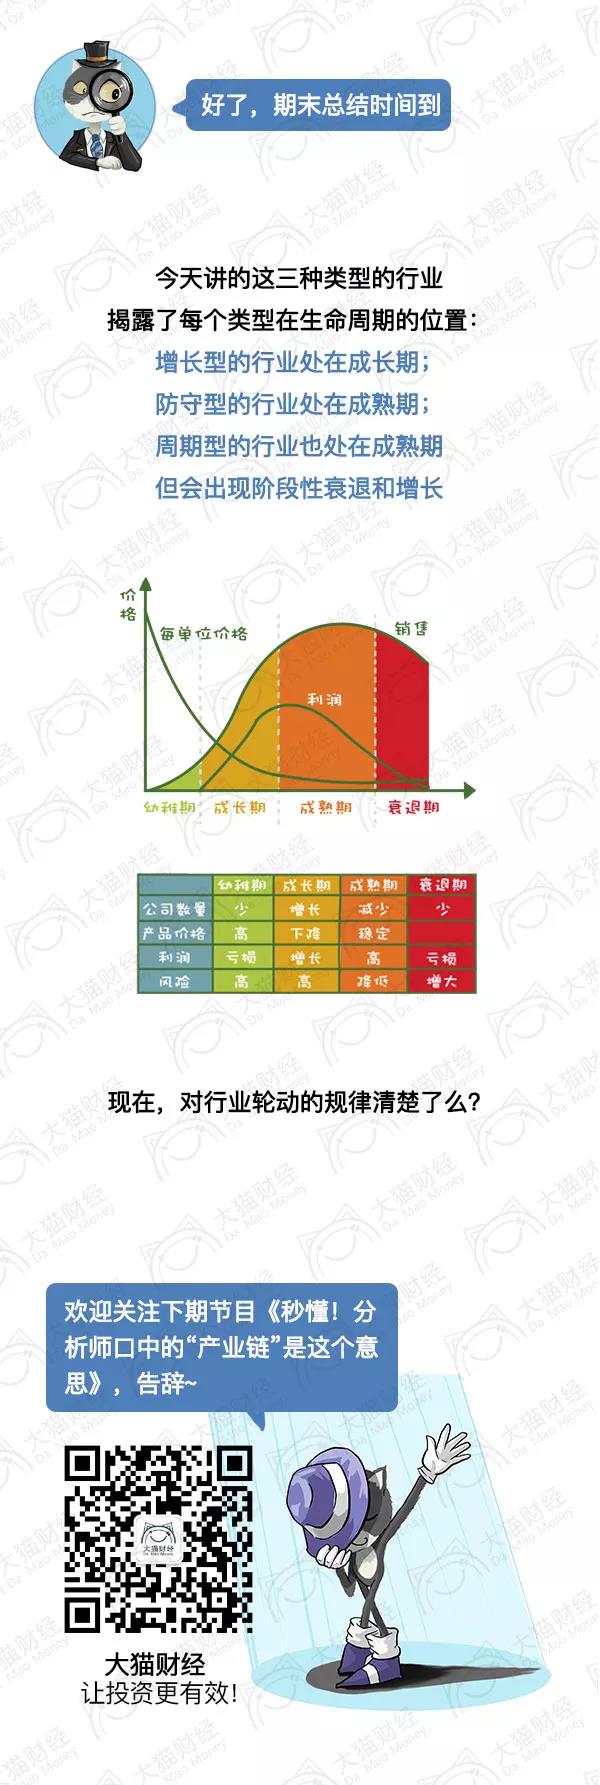 好了，期末总结时间到
今天讲的这三种类型的行业
揭露了每个类型在生命周期的位置：
增长型的行业处在成长期；
防守型的行业处在成熟期；
周期型的行业也处在成熟期
但会出现阶段性衰退和增长
价格
每单位价格
销售
利润
幼稚期 成长期 成熟期 衰退期
幼稚期 成长期 成熟期 衰退期
公司数量 少 增长 减少 少
产品价格 高 下降 稳定
利润 亏损 增长 高 亏损
风险 高 高 降低 增大
现在，对行业轮动的规律清楚了么？
欢迎关注下期节目《秒懂！分
析师口中的“产业链”是这个意
思》，告辞~
大猫财经
Da Mao Money
大猫财经
让投资更有效！